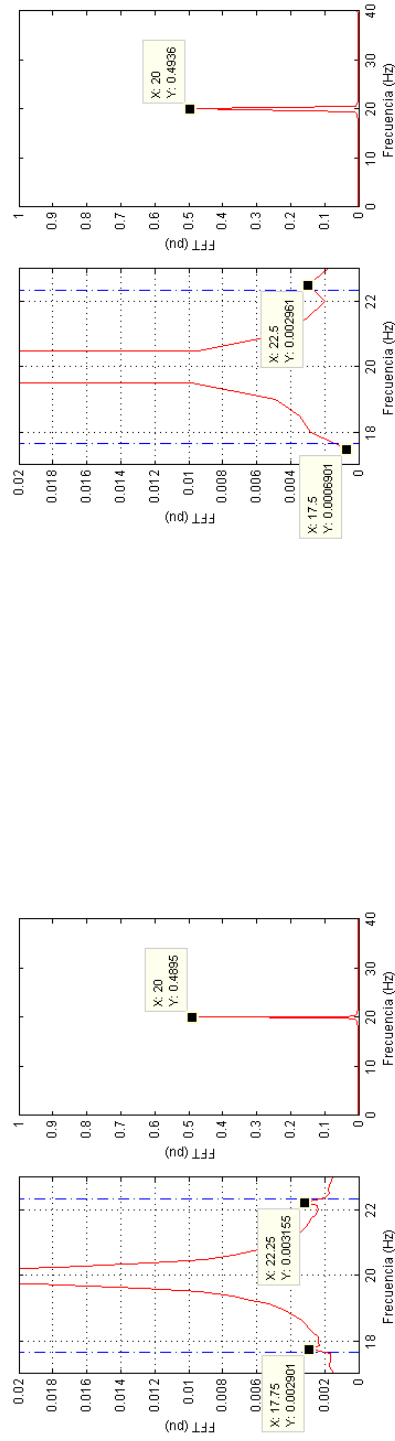 0.02
0.018
0.016
0.014
0.012
0.01
0.008
0.006
0.002
0
FFT (pu)
X: 17.75
Y: 0.002901
X: 22.25
Y: 0.003155
18 20 22
Frecuencia (Hz)
1
0.9
0.8
0.7
0.6
0.5
0.4
0.3
0.2
0.1
0
FFT (pu)
X: 20
Y: 0.4895
0 10 20 30 40
Frecuencia (Hz)
0.02
0.018
0.016
0.014
0.012
0.01
0.008
0.006
0.004
0
FFT (pu)
X: 17.5
Y: 0.0006901
X: 22.5
Y: 0.002961
18 20 22
Frecuencia (Hz)
1
0.9
0.8
0.7
0.6
0.5
0.4
0.3
0.2
0.1
0
FFT (pu)
X: 20
Y: 0.4936
0 10 20 30 40
Frecuencia (Hz)